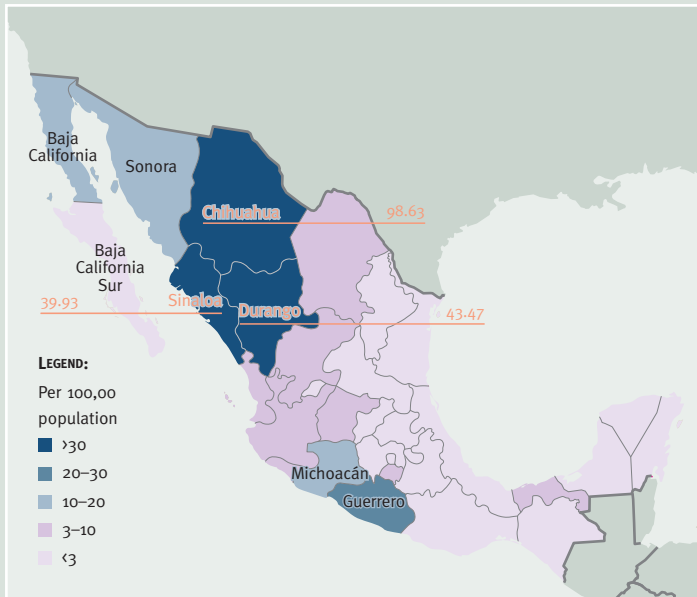 Baja
California
Sonora
Chihuahua 98.63
Baja
California
Sur
39.93 Sinaloa
Durango 43.47
LEGEND:
Per 100,00
population
>30
20–30
10–20
3–10
<3
Michoacán
Guerrero